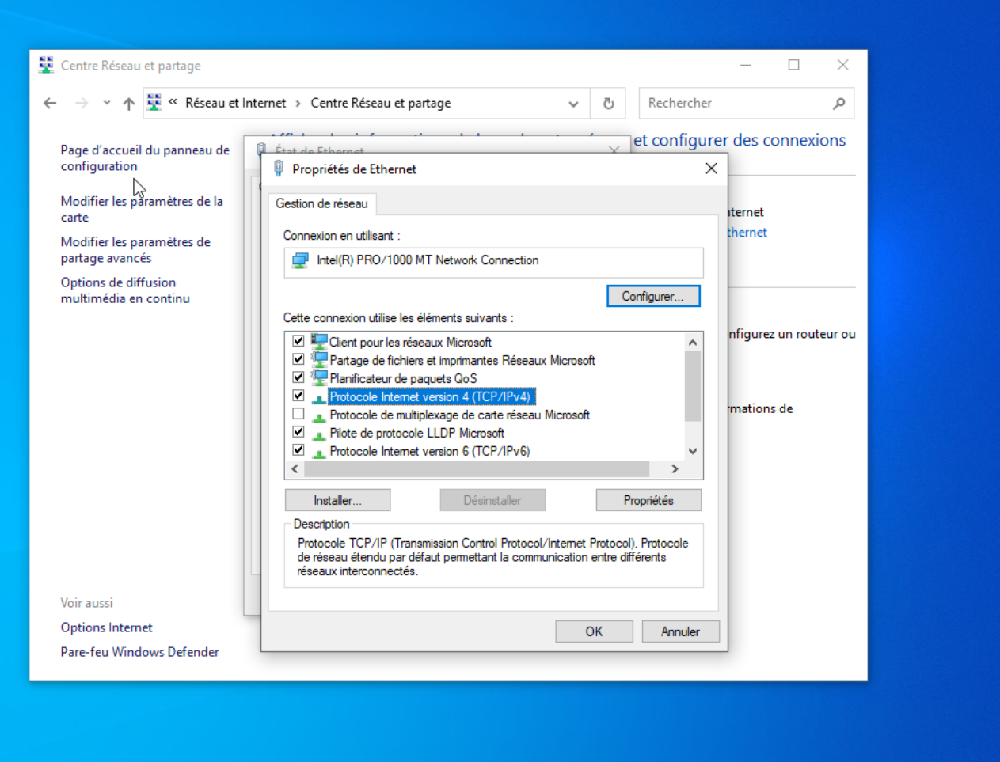 Centre Réseau et partage
« Réseau et Internet > Centre Réseau et partage
Rechercher
Page d'accueil du panneau de
configuration
Modifier les paramètres de la
carte
Modifier les paramètres de
partage avancés
Options de diffusion
multimédia en continu
Voir aussi
Options Internet
Pare-feu Windows Defender
et configurer des connexions
État de Ethernet
Propriétés de Ethernet
Gestion de réseau
Connexion en utilisant :
Intel(R) PRO/1000 MT Network Connection
Configurer...
Cette connexion utilise les éléments suivants :
Client pour les réseaux Microsoft
Partage de fichiers et imprimantes Réseaux Microsoft
Planificateur de paquets QoS
Protocole Internet version 4 (TCP/IPv4)
Protocole de multiplexage de carte réseau Microsoft
Pilote de protocole LLDP Microsoft
Protocole Internet version 6 (TCP/IPv6)
Installer...
Désinstaller
Propriétés
Description
Protocole TCP/IP (Transmission Control Protocol/Internet Protocol). Protocole
de réseau étendu par défaut permettant la communication entre différents
réseaux interconnectés.
OK
Annuler
nternet
thernet
nfigurez un routeur ou
rmations de